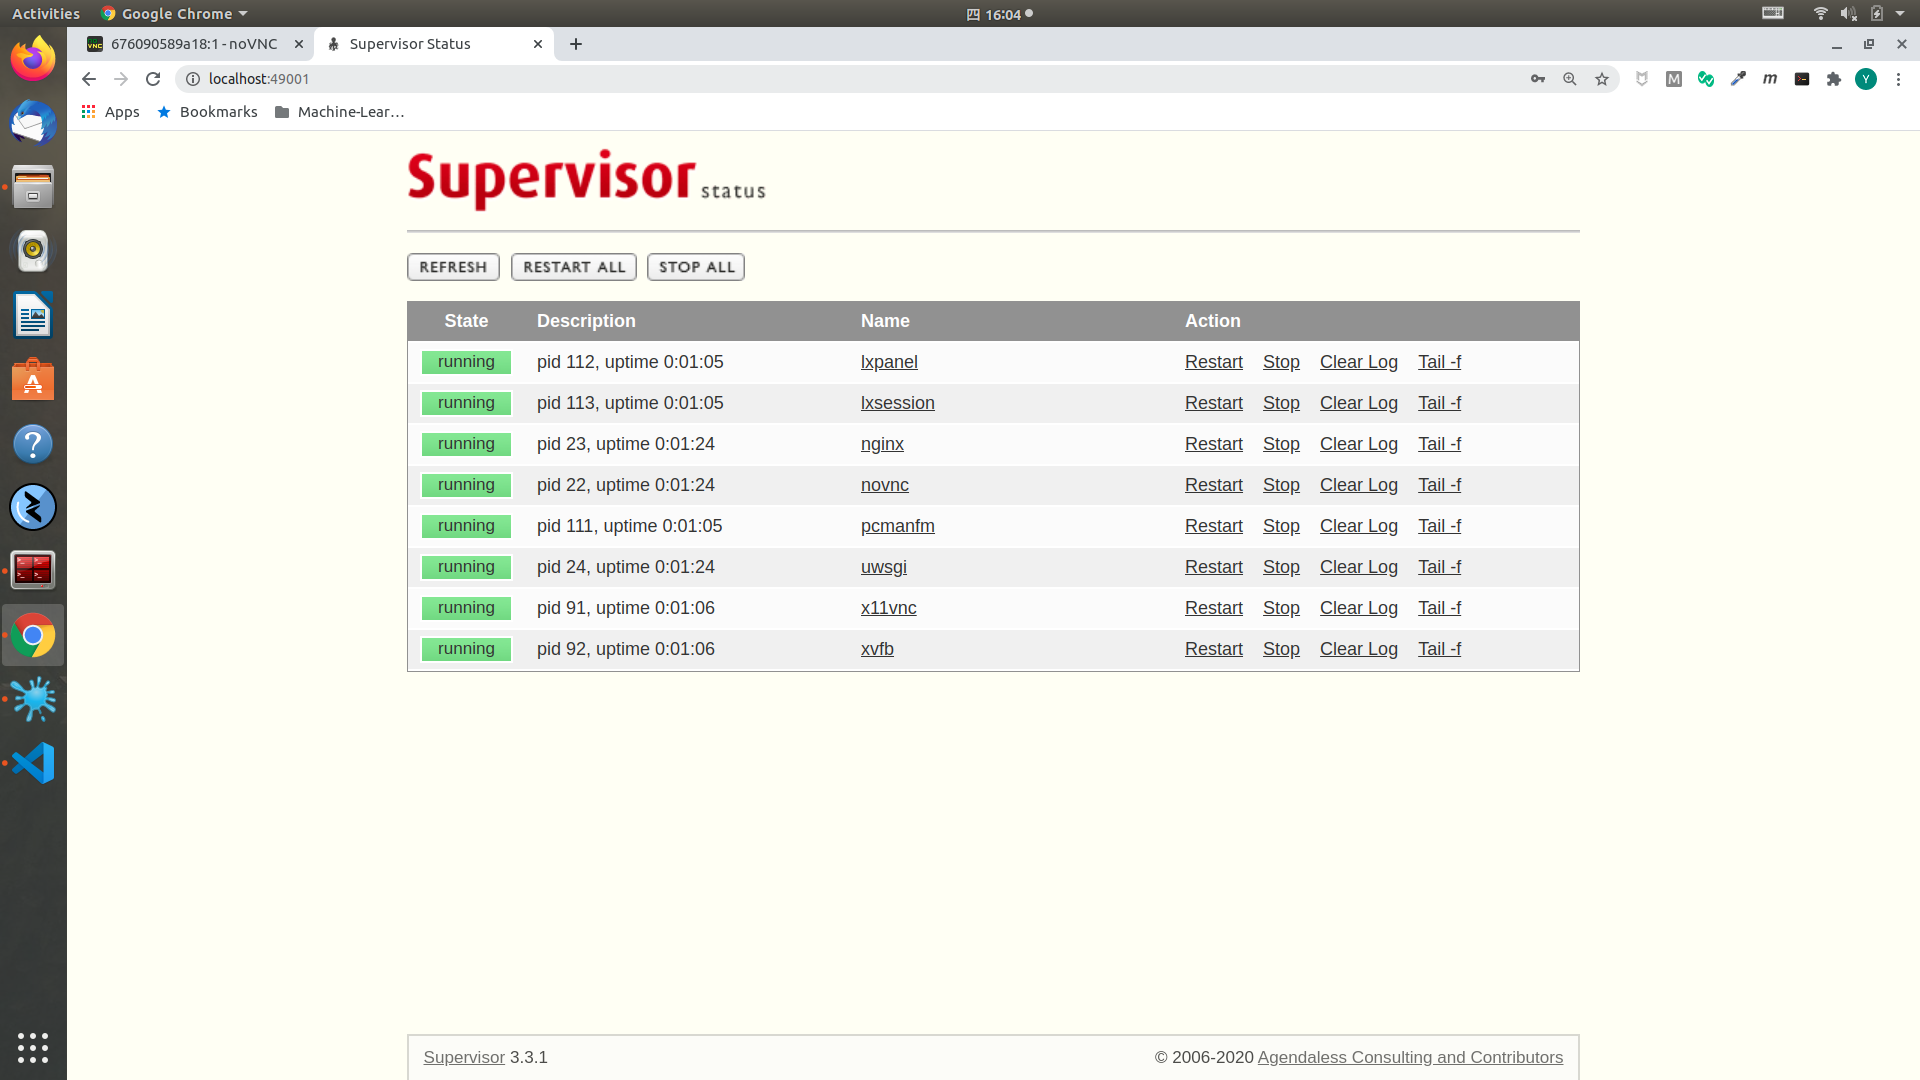 Activities Google Chrome 四 16:04
676090589a18:1 - noVNC Supervisor Status
localhost:49001 M m Y
Apps Bookmarks Machine-Lear…
Supervisor status
REFRESH RESTART ALL STOP ALL
State Description Name Action
running pid 112, uptime 0:01:05 lxpanel Restart Stop Clear Log Tail -f
running pid 113, uptime 0:01:05 lxsession Restart Stop Clear Log Tail -f
running pid 23, uptime 0:01:24 nginx Restart Stop Clear Log Tail -f
running pid 22, uptime 0:01:24 novnc Restart Stop Clear Log Tail -f
running pid 111, uptime 0:01:05 pcmanfm Restart Stop Clear Log Tail -f
running pid 24, uptime 0:01:24 uwsgi Restart Stop Clear Log Tail -f
running pid 91, uptime 0:01:06 x11vnc Restart Stop Clear Log Tail -f
running pid 92, uptime 0:01:06 xvfb Restart Stop Clear Log Tail -f
Supervisor 3.3.1 © 2006-2020 Agendaless Consulting and Contributors